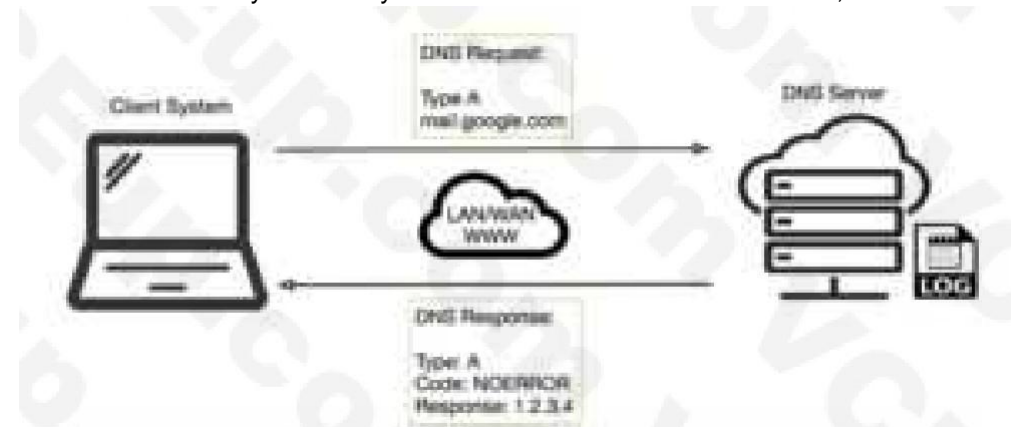 DNS Request:
Type A
mail.google.com
Client System
DNS Server
LAN/WAN
WWW
LOG
DNS Response:
Type: A
Code: NOERROR
Response: 1.2.3.4